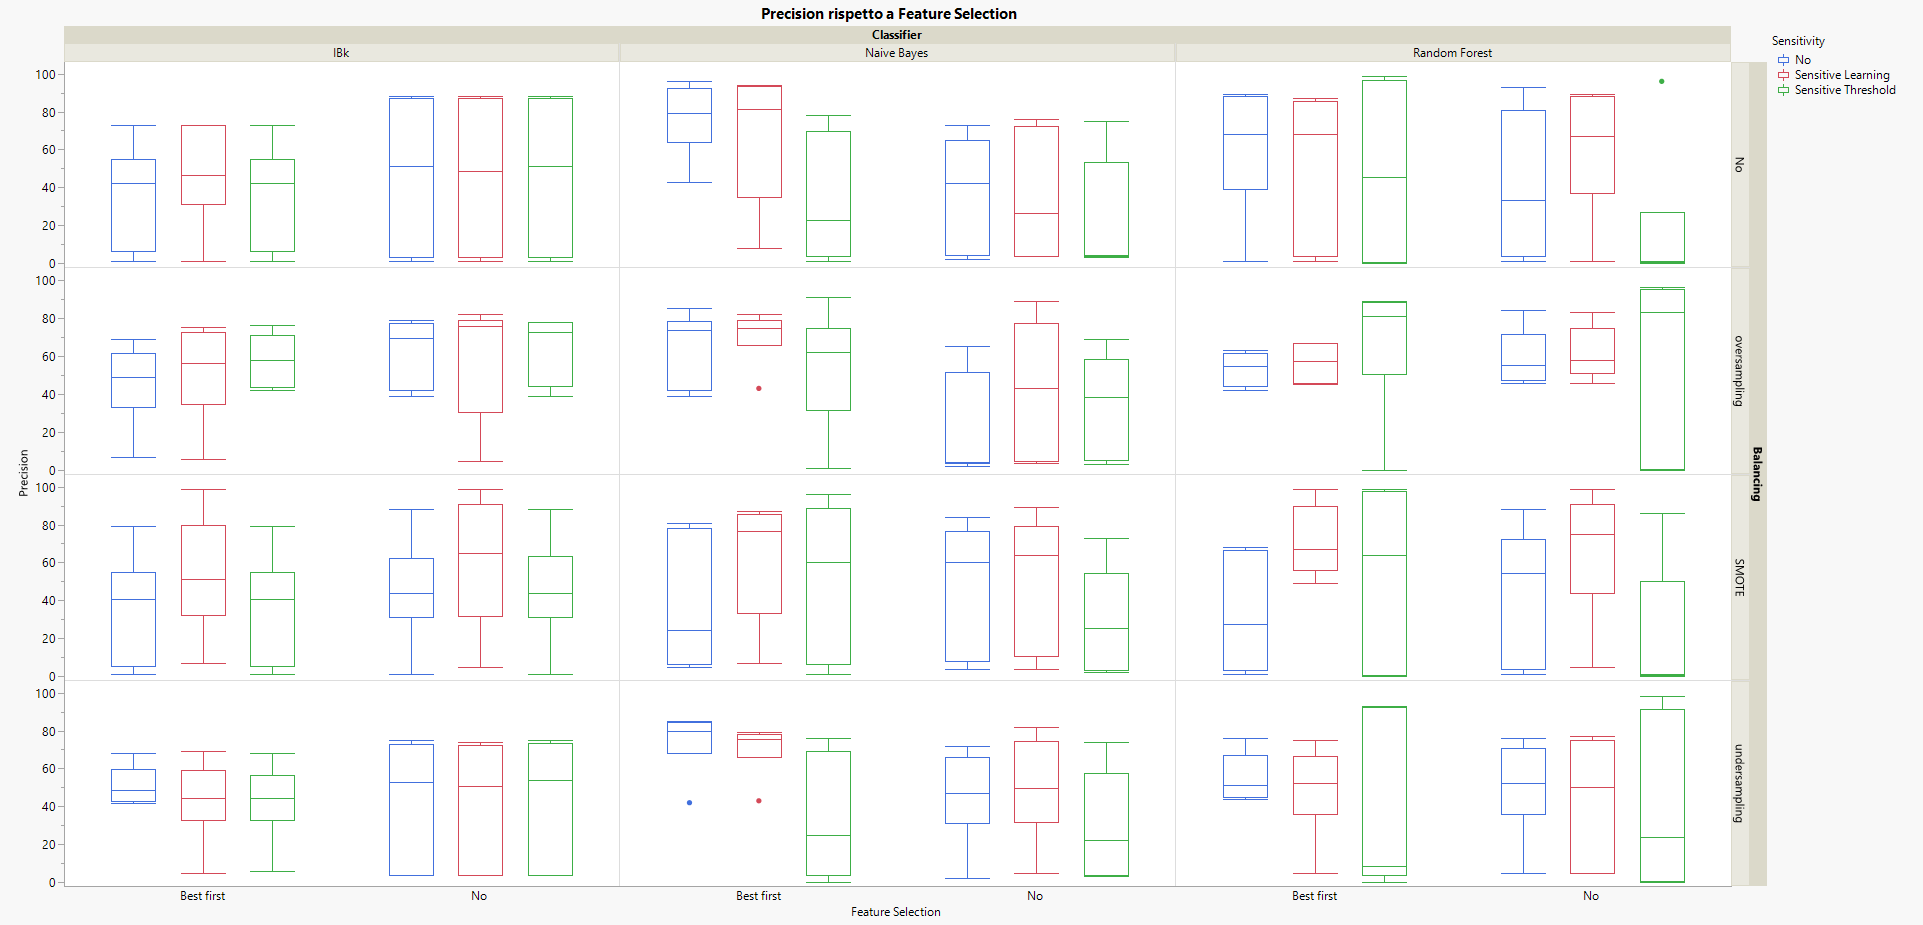 Precision rispetto a Feature Selection
Classifier
IBk
Naive Bayes
Random Forest
Sensitivity
No
Sensitive Learning
Sensitive Threshold
Precision
100
80
60
40
20
0
No
100
80
60
40
20
0
oversampling
100
80
60
40
20
0
SMOTE
100
80
60
40
20
0
undersampling
Balancing
Best first
No
Best first
No
Best first
No
Feature Selection